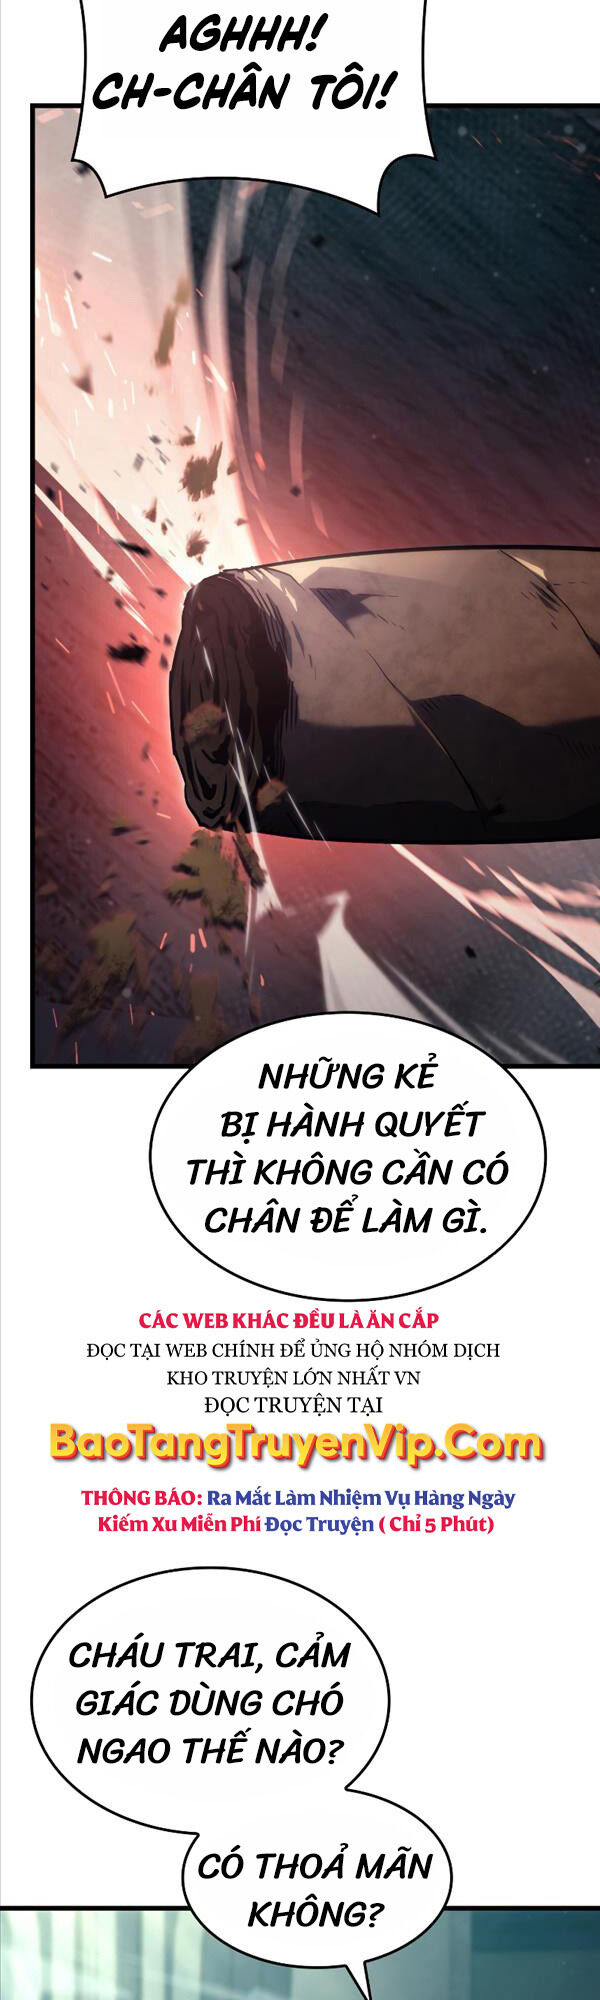 AGHHH!
CH-CHÂN TÔI!
NHỮNG KẺ
BỊ HÀNH QUYẾT
THÌ KHÔNG CẦN CÓ
CHÂN ĐỂ LÀM GÌ.
CÁC WEB KHÁC ĐỀU LÀ ĂN CẮP
ĐỌC TẠI WEB CHÍNH ĐỂ ỦNG HỘ NHÓM DỊCH
KHO TRUYỆN LỚN NHẤT VN
ĐỌC TRUYỆN TẠI
BaoTangTruyenVip.Com
THÔNG BÁO: Ra Mắt Làm Nhiệm Vụ Hàng Ngày
Kiếm Xu Miễn Phí Đọc Truyện ( Chỉ 5 Phút)
CHÁU TRAI, CẢM
GIÁC DÙNG CHÓ
NGAO THẾ NÀO?
CÓ THOẢ MÃN
KHÔNG?